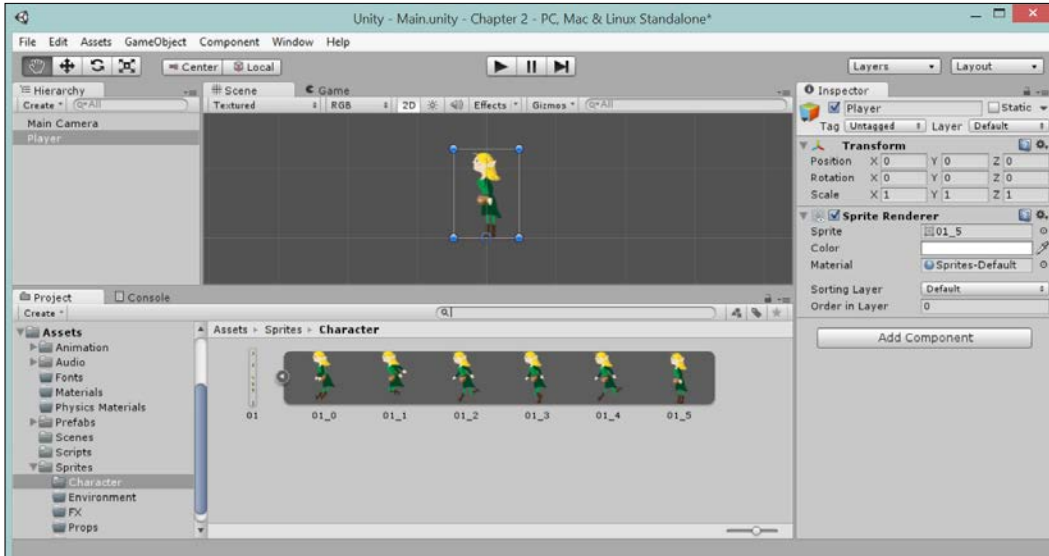 Unity - Main.unity - Chapter 2 - PC, Mac & Linux Standalone*
File Edit Assets GameObject Component Window Help
Center Local
Layers Layout
Hierarchy
Create All
Main Camera
Player
Scene Game
Textured RGB 2D Effects Gizmos All
Inspector
Player Static
Tag Untagged Layer Default
Transform
Position X 0 Y 0 Z 0
Rotation X 0 Y 0 Z 0
Scale X 1 Y 1 Z 1
Sprite Renderer
Sprite 01_5
Color
Material Sprites-Default
Sorting Layer Default
Order in Layer 0
Add Component
Project Console
Create
Assets
Animation
Audio
Fonts
Materials
Physics Materials
Prefabs
Scenes
Scripts
Sprites
Character
Environment
FX
Props
Assets Sprites Character
01 01_0 01_1 01_2 01_3 01_4 01_5